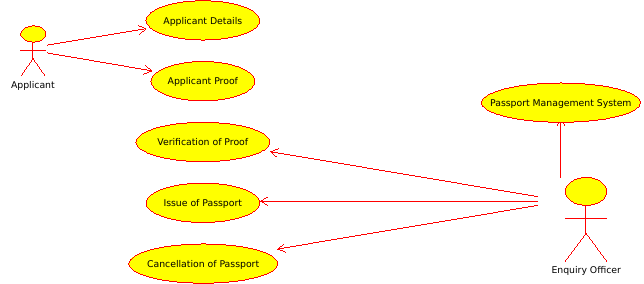 Applicant Details
Applicant
Applicant Proof
Passport Management System
Verification of Proof
Issue of Passport
Cancellation of Passport
Enquiry Officer